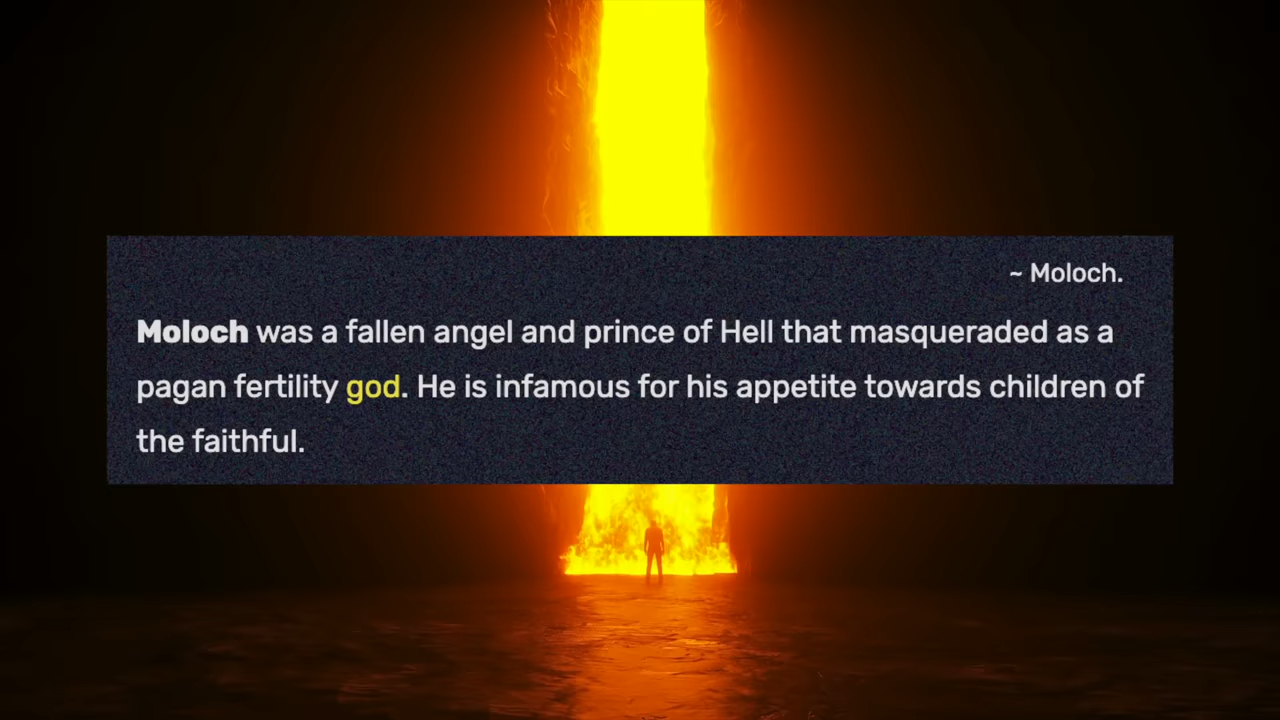 ~ Moloch.
Moloch was a fallen angel and prince of Hell that masqueraded as a
pagan fertility god. He is infamous for his appetite towards children of
the faithful.